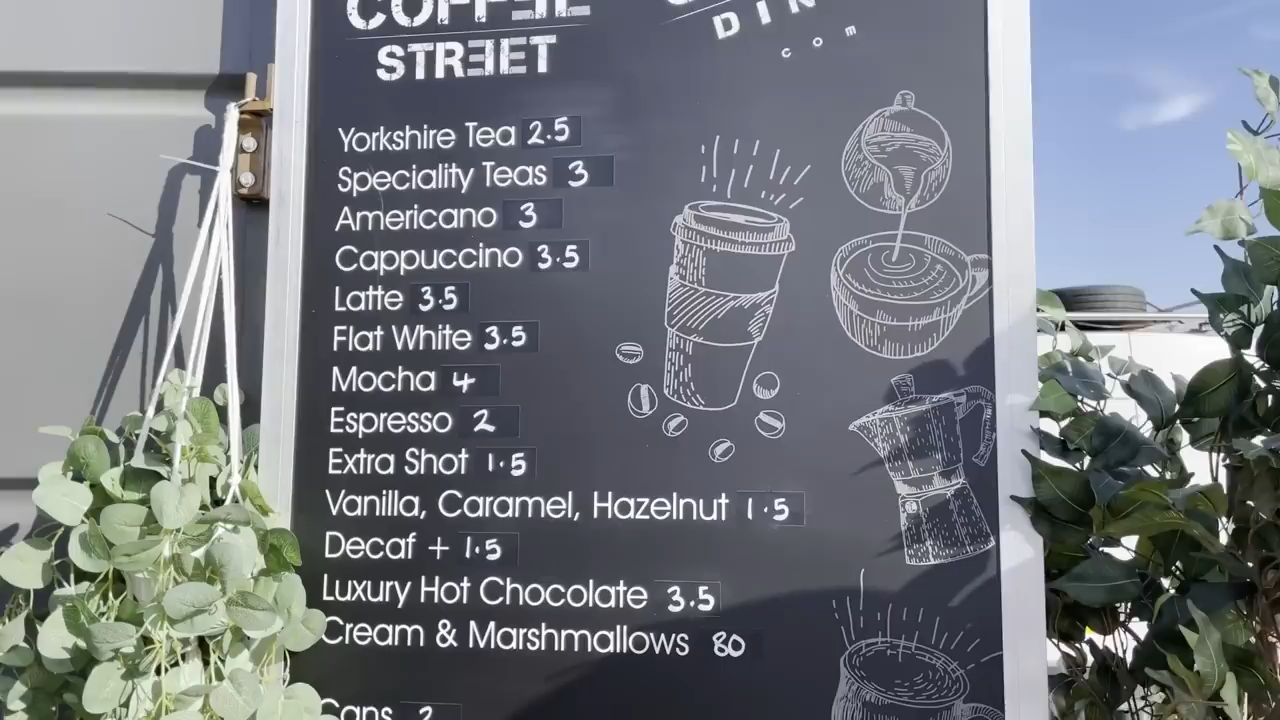 COFFEE
STREET
DIN
com
Yorkshire Tea 2.5
Speciality Teas 3
Americano 3
Cappuccino 3.5
Latte 3.5
Flat White 3.5
Mocha 4
Espresso 2
Extra Shot 1.5
Vanilla, Caramel, Hazelnut 1.5
Decaf + 1.5
Luxury Hot Chocolate 3.5
Cream & Marshmallows 80
Cans 2